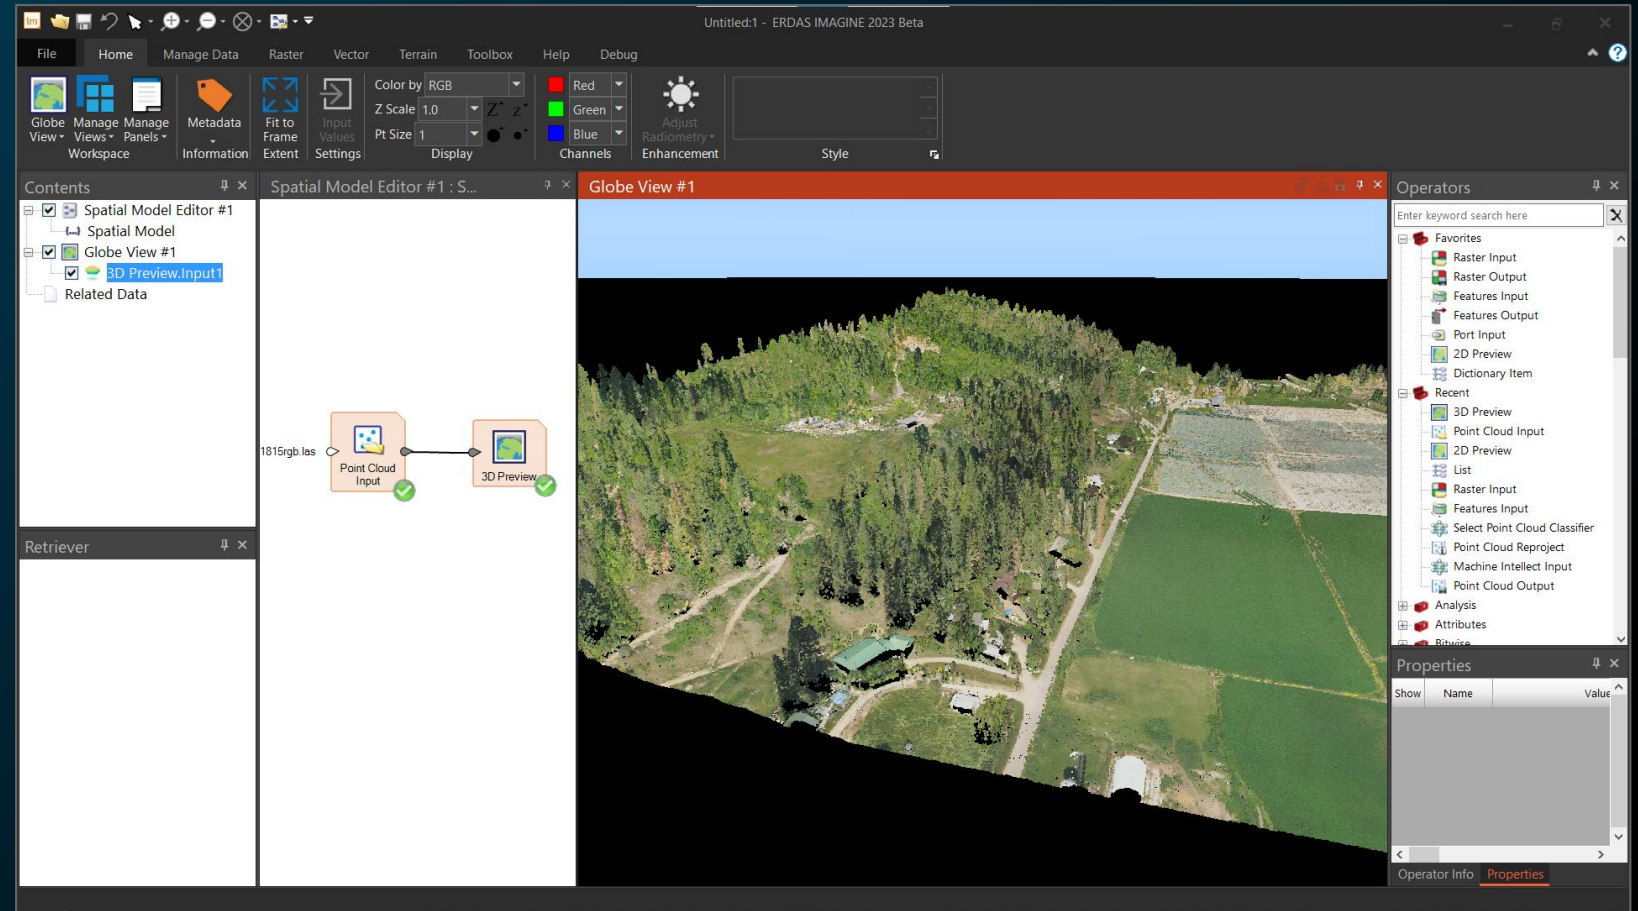 Untitled:1 - ERDAS IMAGINE 2023 Beta
File Home Manage Data Raster Vector Terrain Toolbox Help Debug
Globe View
Manage Views
Manage Panels
Workspace
Metadata
Information
Fit to Frame
Extent
Input Values
Settings
Color by RGB
Z Scale 1.0
Pt Size 1
Display
Red
Green
Blue
Channels
Adjust Radiometry
Enhancement
Style
Contents
Spatial Model Editor #1
Spatial Model
Globe View #1
3D Preview.Input1
Related Data
Retriever
Spatial Model Editor #1 : S...
1815rgb.las
Point Cloud
Input
3D Preview
Globe View #1
Operators
Enter keyword search here
Favorites
Raster Input
Raster Output
Features Input
Features Output
Port Input
2D Preview
Dictionary Item
Recent
3D Preview
Point Cloud Input
2D Preview
List
Raster Input
Features Input
Select Point Cloud Classifier
Point Cloud Reproject
Machine Intellect Input
Point Cloud Output
Analysis
Attributes
Bitwise
Properties
Show Name Value
Operator Info Properties